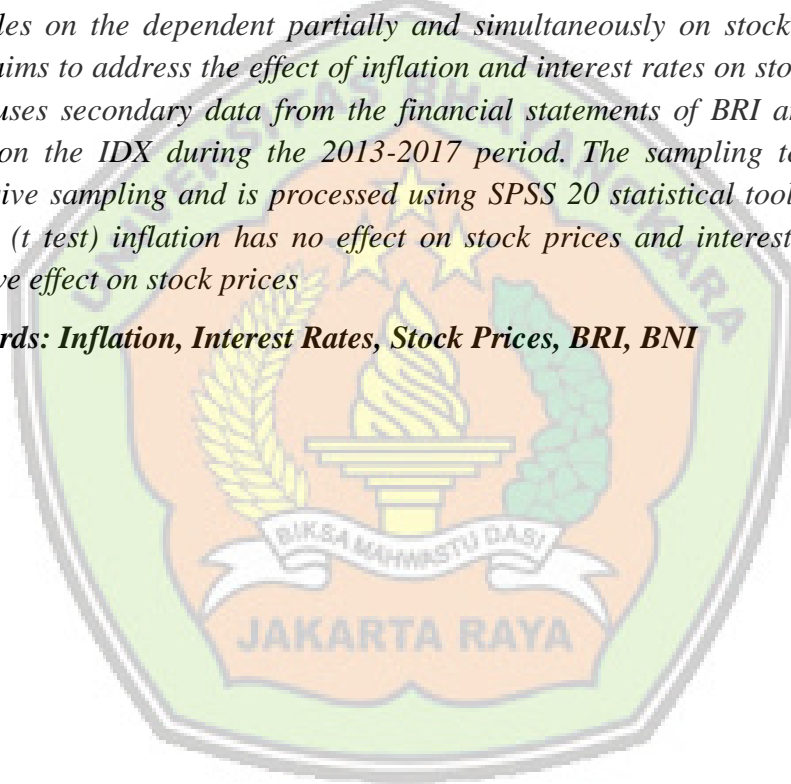 les on the dependent partially and simultaneously on stock
aims to address the effect of inflation and interest rates on sto
uses secondary data from the financial statements of BRI a
on the IDX during the 2013-2017 period. The sampling t
ive sampling and is processed using SPSS 20 statistical tool
(t test) inflation has no effect on stock prices and interest
ve effect on stock prices
rds: Inflation, Interest Rates, Stock Prices, BRI, BNI
UNIVERSITAS BHAYANGKARA
BIKSA MAHWASTU DASI
JAKARTA RAYA